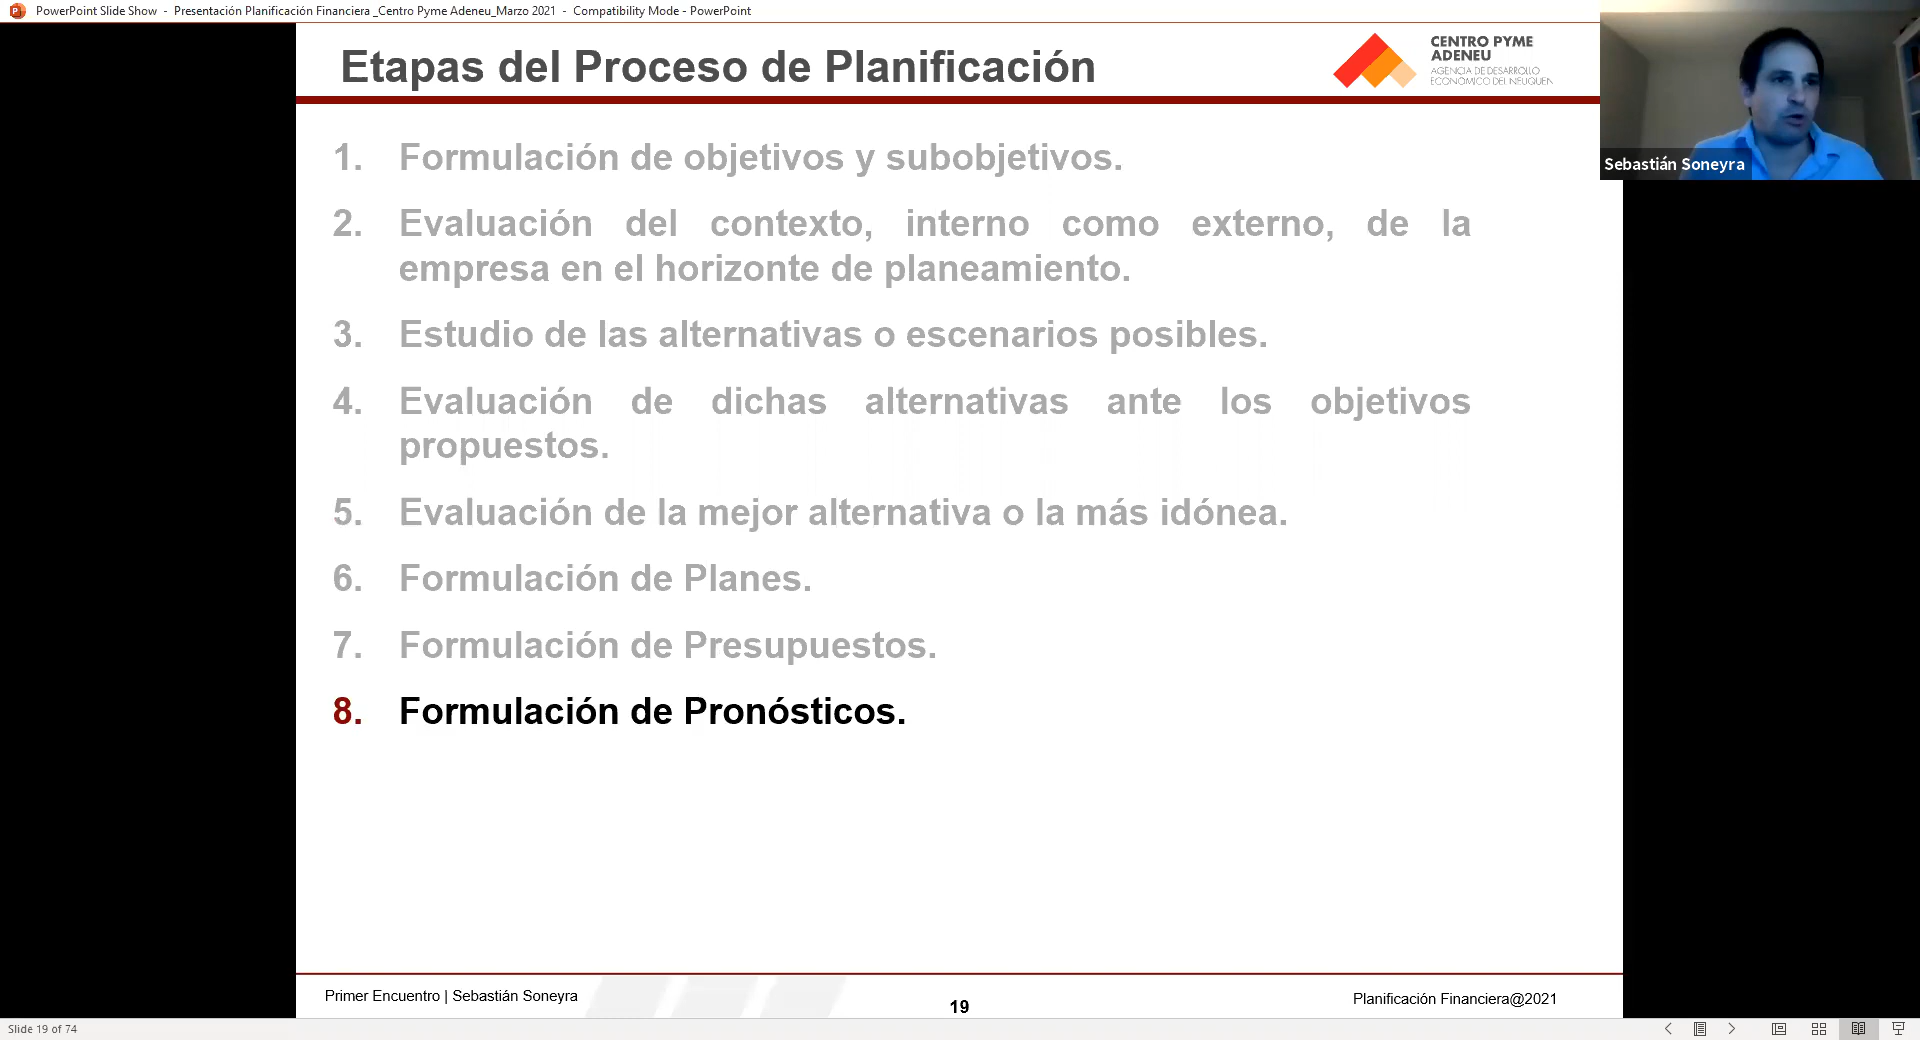 PowerPoint Slide Show - Presentación Planificación Financiera _Centro Pyme Adeneu_Marzo 2021 - Compatibility Mode - PowerPoint
Etapas del Proceso de Planificación
CENTRO PYME
ADENEU
AGENCIA DE DESARROLLO
ECONOMICO DEL NEUQUEN
Sebastián Soneyra
1. Formulación de objetivos y subobjetivos.
2. Evaluación del contexto, interno como externo, de la
empresa en el horizonte de planeamiento.
3. Estudio de las alternativas o escenarios posibles.
4. Evaluación de dichas alternativas ante los objetivos
propuestos.
5. Evaluación de la mejor alternativa o la más idónea.
6. Formulación de Planes.
7. Formulación de Presupuestos.
8. Formulación de Pronósticos.
Primer Encuentro | Sebastián Soneyra
19
Planificación Financiera@2021
Slide 19 of 74